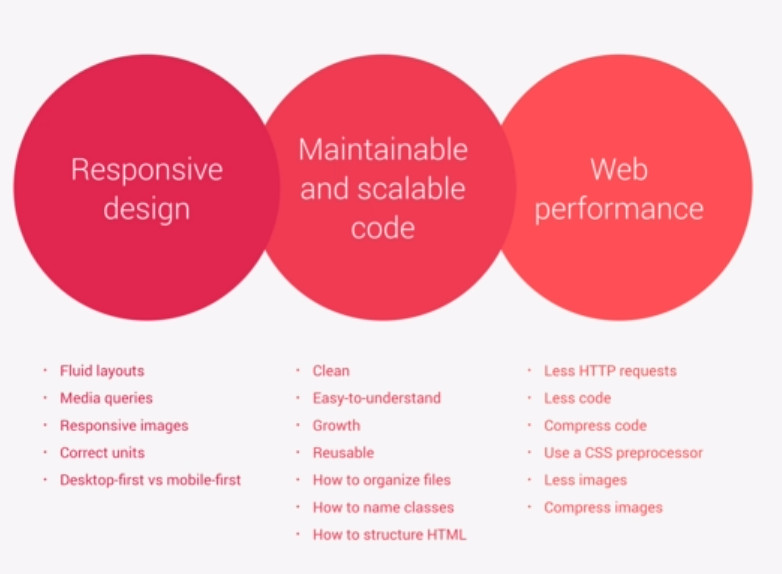 Responsive
design
Maintainable
and scalable
code
Web
performance
· Fluid layouts
· Media queries
· Responsive images
· Correct units
· Desktop-first vs mobile-first
· Clean
· Easy-to-understand
· Growth
· Reusable
· How to organize files
· How to name classes
· How to structure HTML
· Less HTTP requests
· Less code
· Compress code
· Use a CSS preprocessor
· Less images
· Compress images